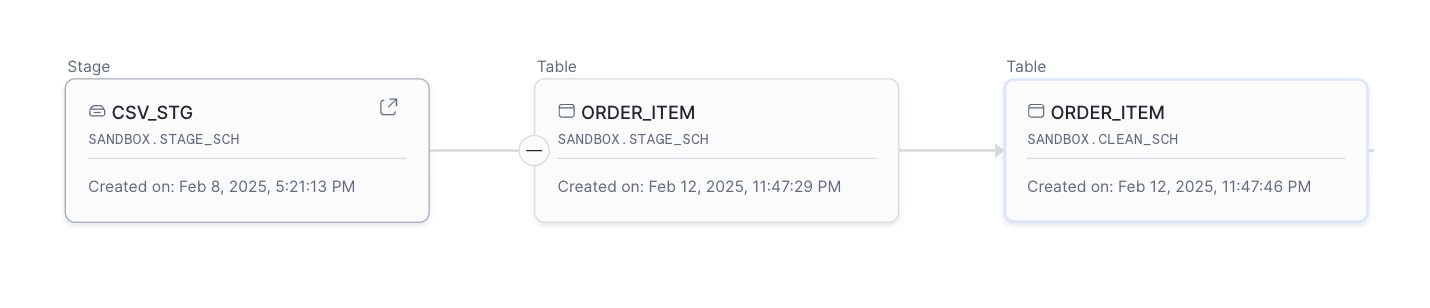 Stage
CSV_STG
SANDBOX.STAGE_SCH
Created on: Feb 8, 2025, 5:21:13 PM
Table
ORDER_ITEM
SANDBOX.STAGE_SCH
Created on: Feb 12, 2025, 11:47:29 PM
Table
ORDER_ITEM
SANDBOX.CLEAN_SCH
Created on: Feb 12, 2025, 11:47:46 PM